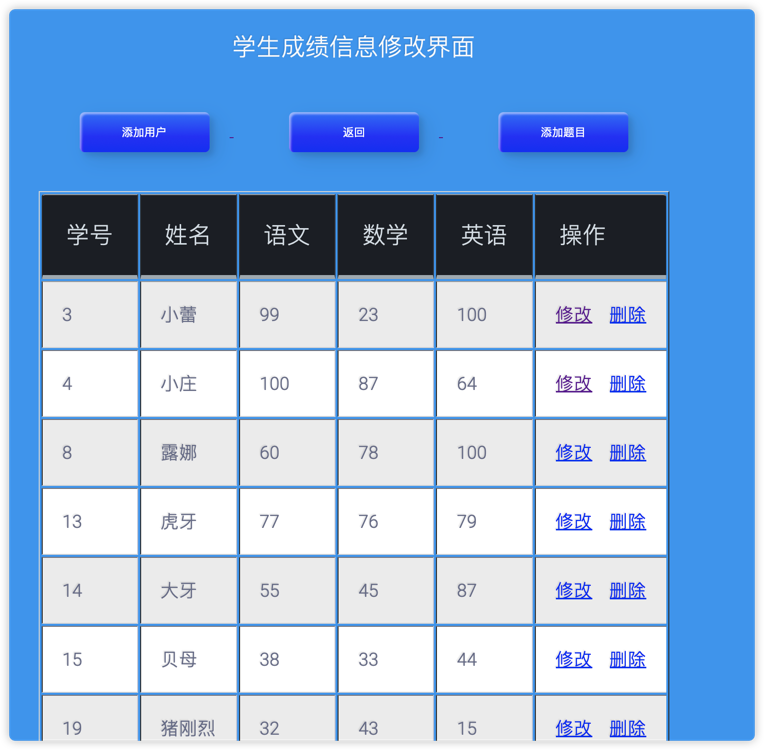 学生成绩信息修改界面
添加用户 返回 添加题目
学号 姓名 语文 数学 英语 操作
3 小蕾 99 23 100 修改 删除
4 小庄 100 87 64 修改 删除
8 露娜 60 78 100 修改 删除
13 虎牙 77 76 79 修改 删除
14 大牙 55 45 87 修改 删除
15 贝母 38 33 44 修改 删除
19 猪刚烈 32 43 15 修改 删除